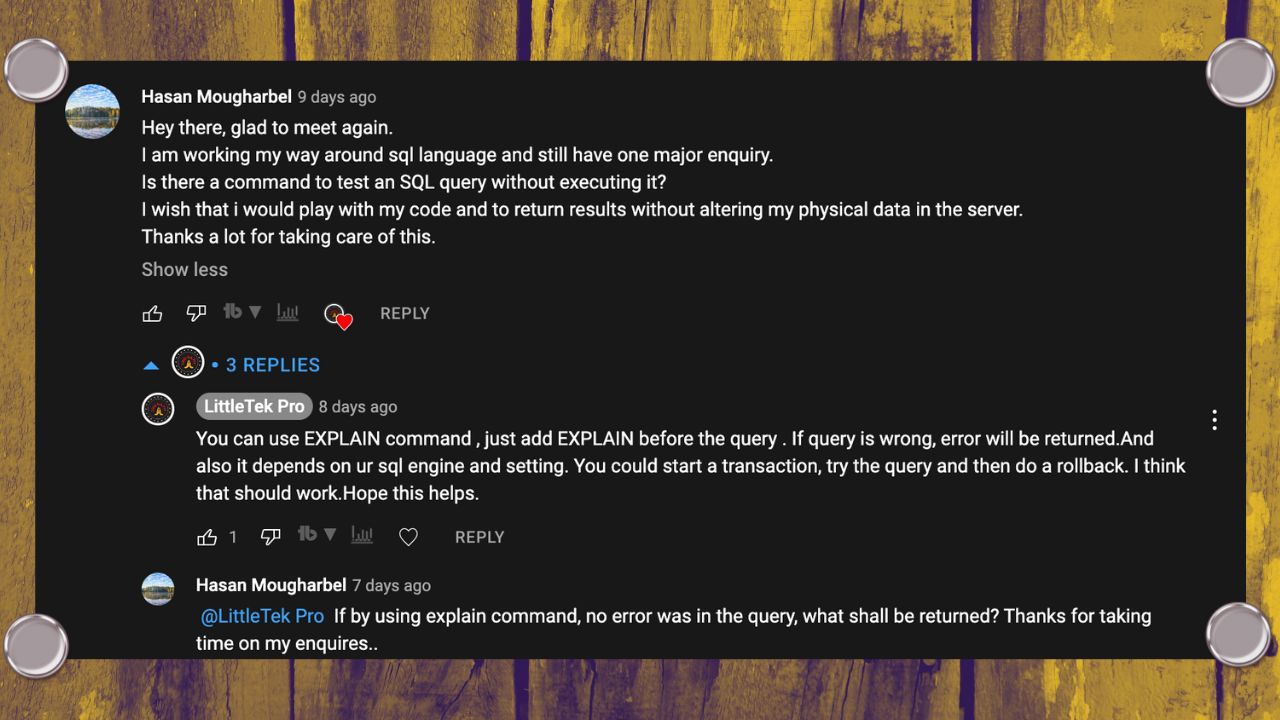 Hasan Mougharbel 9 days ago
Hey there, glad to meet again.
I am working my way around sql language and still have one major enquiry.
Is there a command to test an SQL query without executing it?
I wish that i would play with my code and to return results without altering my physical data in the server.
Thanks a lot for taking care of this.
Show less
REPLY
• 3 REPLIES
LittleTek Pro 8 days ago
You can use EXPLAIN command , just add EXPLAIN before the query . If query is wrong, error will be returned.And
also it depends on ur sql engine and setting. You could start a transaction, try the query and then do a rollback. I think
that should work.Hope this helps.
1 REPLY
Hasan Mougharbel 7 days ago
@LittleTek Pro If by using explain command, no error was in the query, what shall be returned? Thanks for taking
time on my enquires..